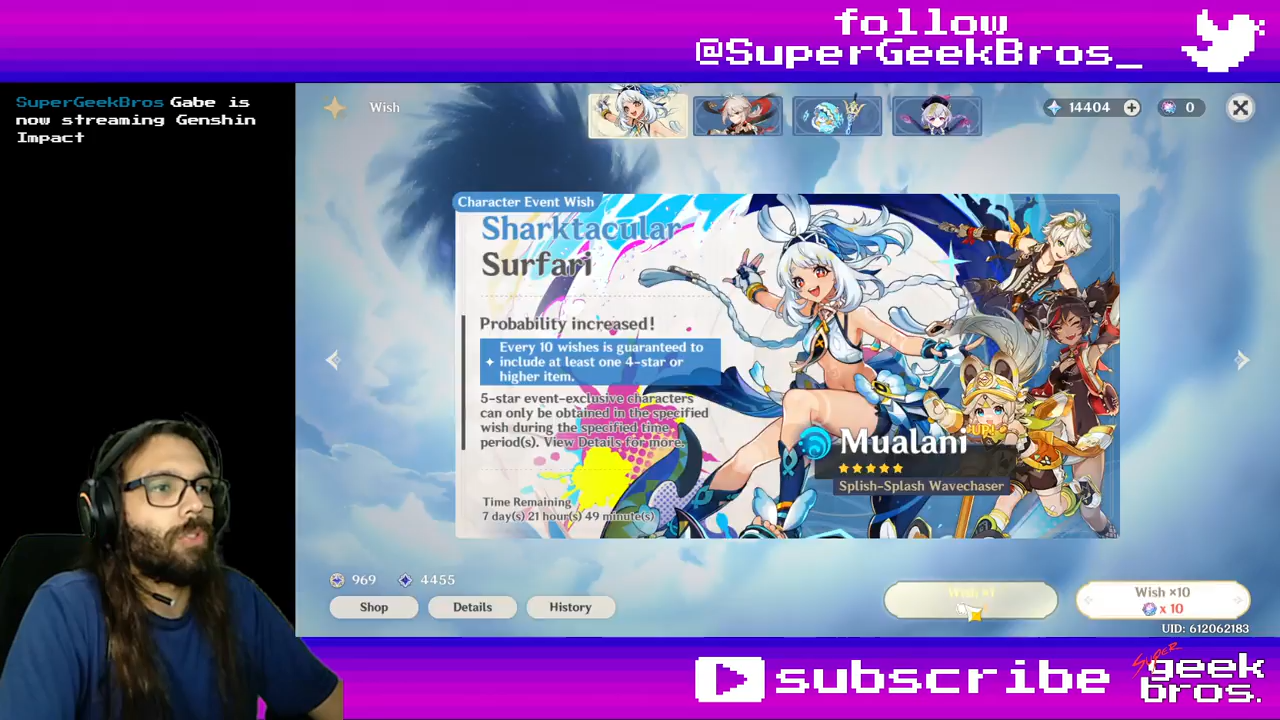 follow
@SuperGeekBros_
SuperGeekBros Gabe is
now streaming Genshin
Impact
Wish
14404
0
Character Event Wish
Sharktacular
Surfari
Probability increased!
Every 10 wishes is guaranteed to
include at least one 4-star or
higher item.
5-star event-exclusive characters
can only be obtained in the specified
wish during the specified time
period(s). View Details for more.
UP!
Mualani
Splish-Splash Wavechaser
Time Remaining
7 day(s) 21 hour(s) 49 minute(s)
969
4455
Shop
Details
History
Wish ×1
Wish ×10
x 10
UID: 612062183
subscribe
Super
geek
bros.